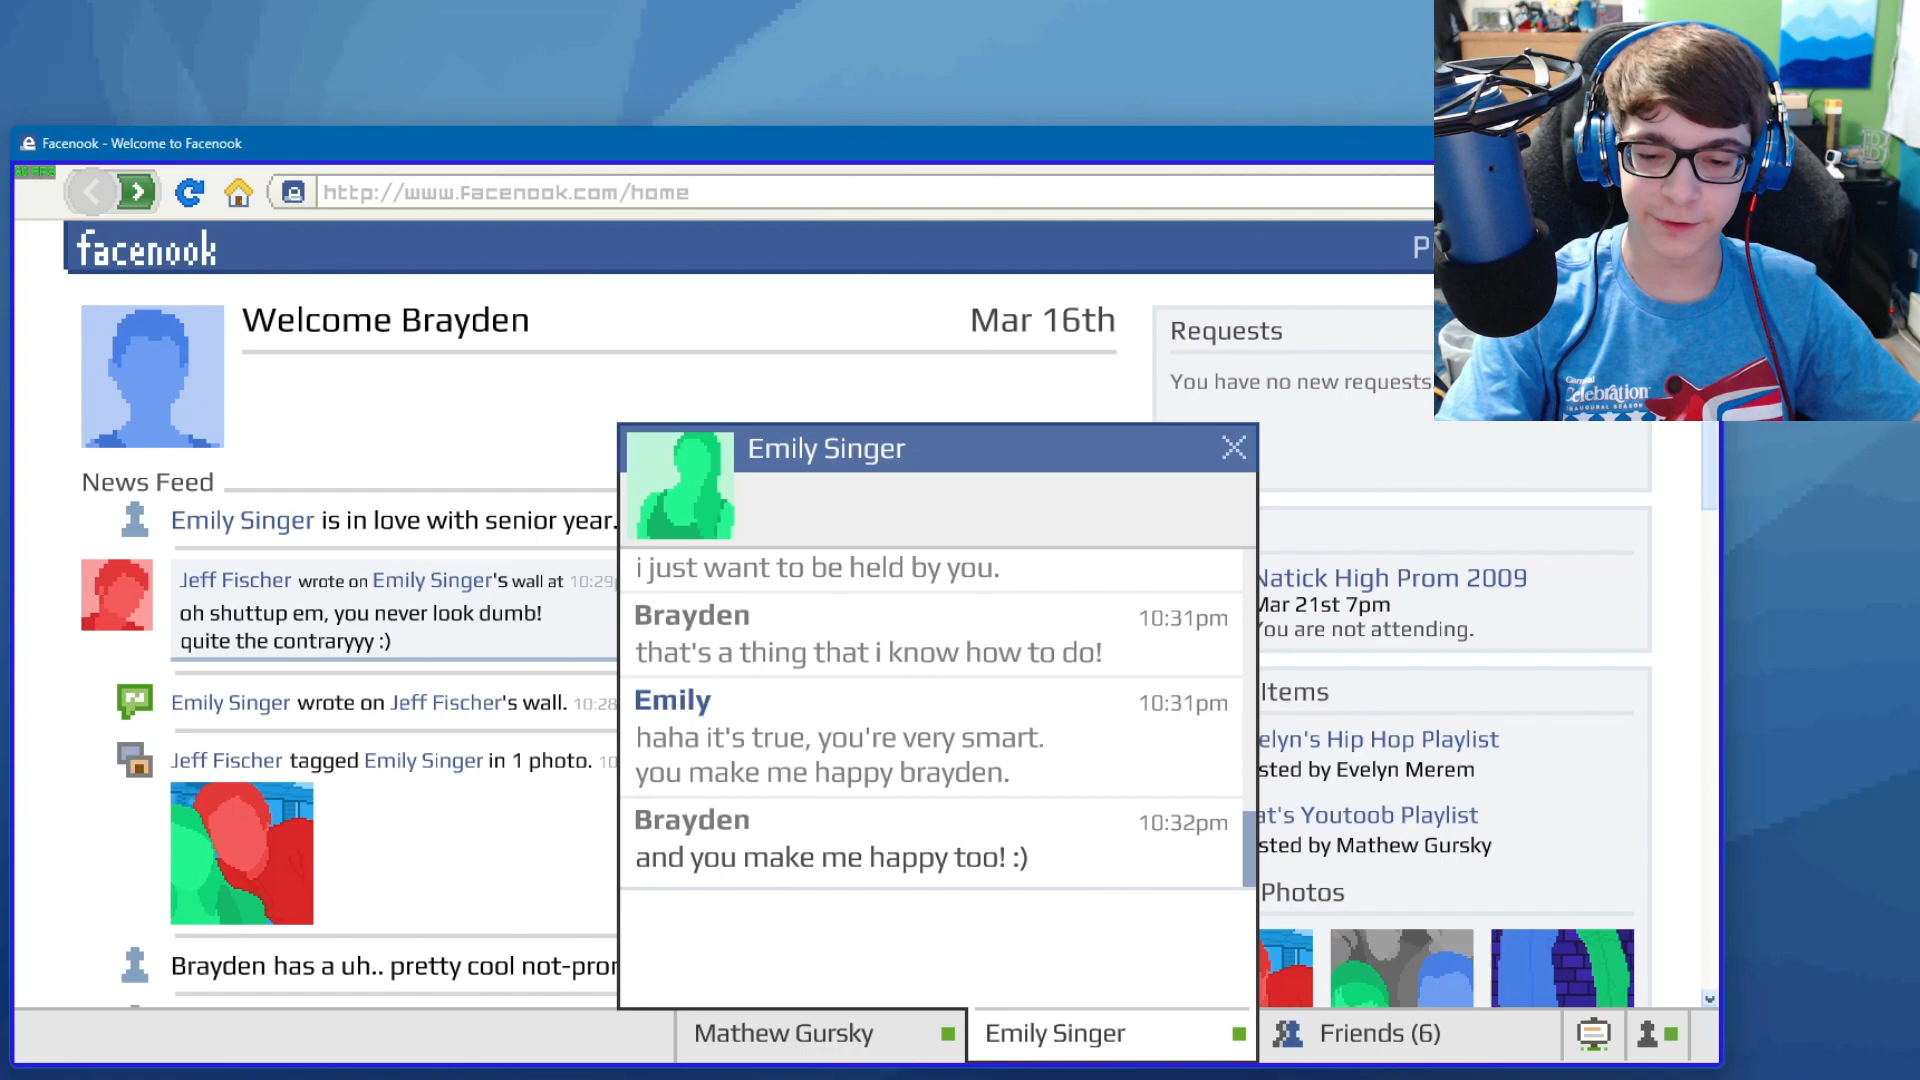 Facenook - Welcome to Facenook
http://www.Facenook.com/home
facenook
P
Welcome Brayden
Mar 16th
Requests
You have no new requests.
News Feed
Emily Singer is in love with senior year.
Jeff Fischer wrote on Emily Singer's wall at 10:29p
oh shuttup em, you never look dumb!
quite the contraryyy :)
Emily Singer wrote on Jeff Fischer's wall. 10:28
Jeff Fischer tagged Emily Singer in 1 photo. 10
Brayden has a uh.. pretty cool not-pror
Emily Singer
i just want to be held by you.
Brayden 10:31pm
that's a thing that i know how to do!
Emily 10:31pm
haha it's true, you're very smart.
you make me happy brayden.
Brayden 10:32pm
and you make me happy too! :)
Natick High Prom 2009
Mar 21st 7pm
You are not attending.
Items
elyn's Hip Hop Playlist
sted by Evelyn Merem
at's Youtoob Playlist
sted by Mathew Gursky
Photos
Mathew Gursky
Emily Singer
Friends (6)
Carnival
Celebration
INAUGURAL SEASON